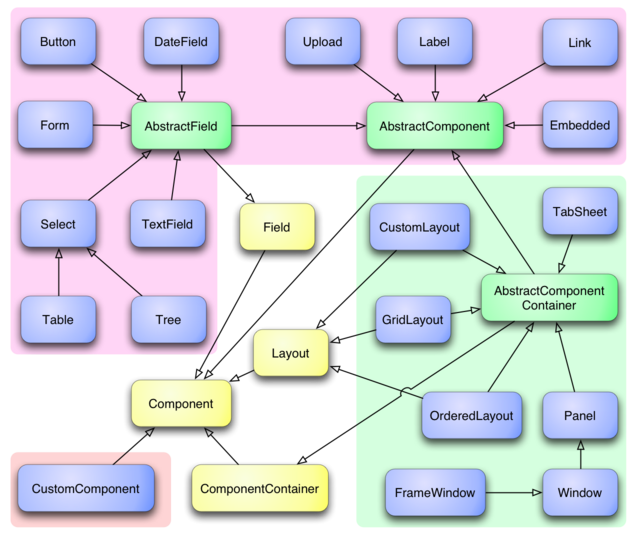 Button
DateField
Upload
Label
Link
Form
AbstractField
AbstractComponent
Embedded
Select
TextField
Field
CustomLayout
TabSheet
AbstractComponent
Container
Table
Tree
Layout
GridLayout
Component
OrderedLayout
Panel
CustomComponent
ComponentContainer
FrameWindow
Window